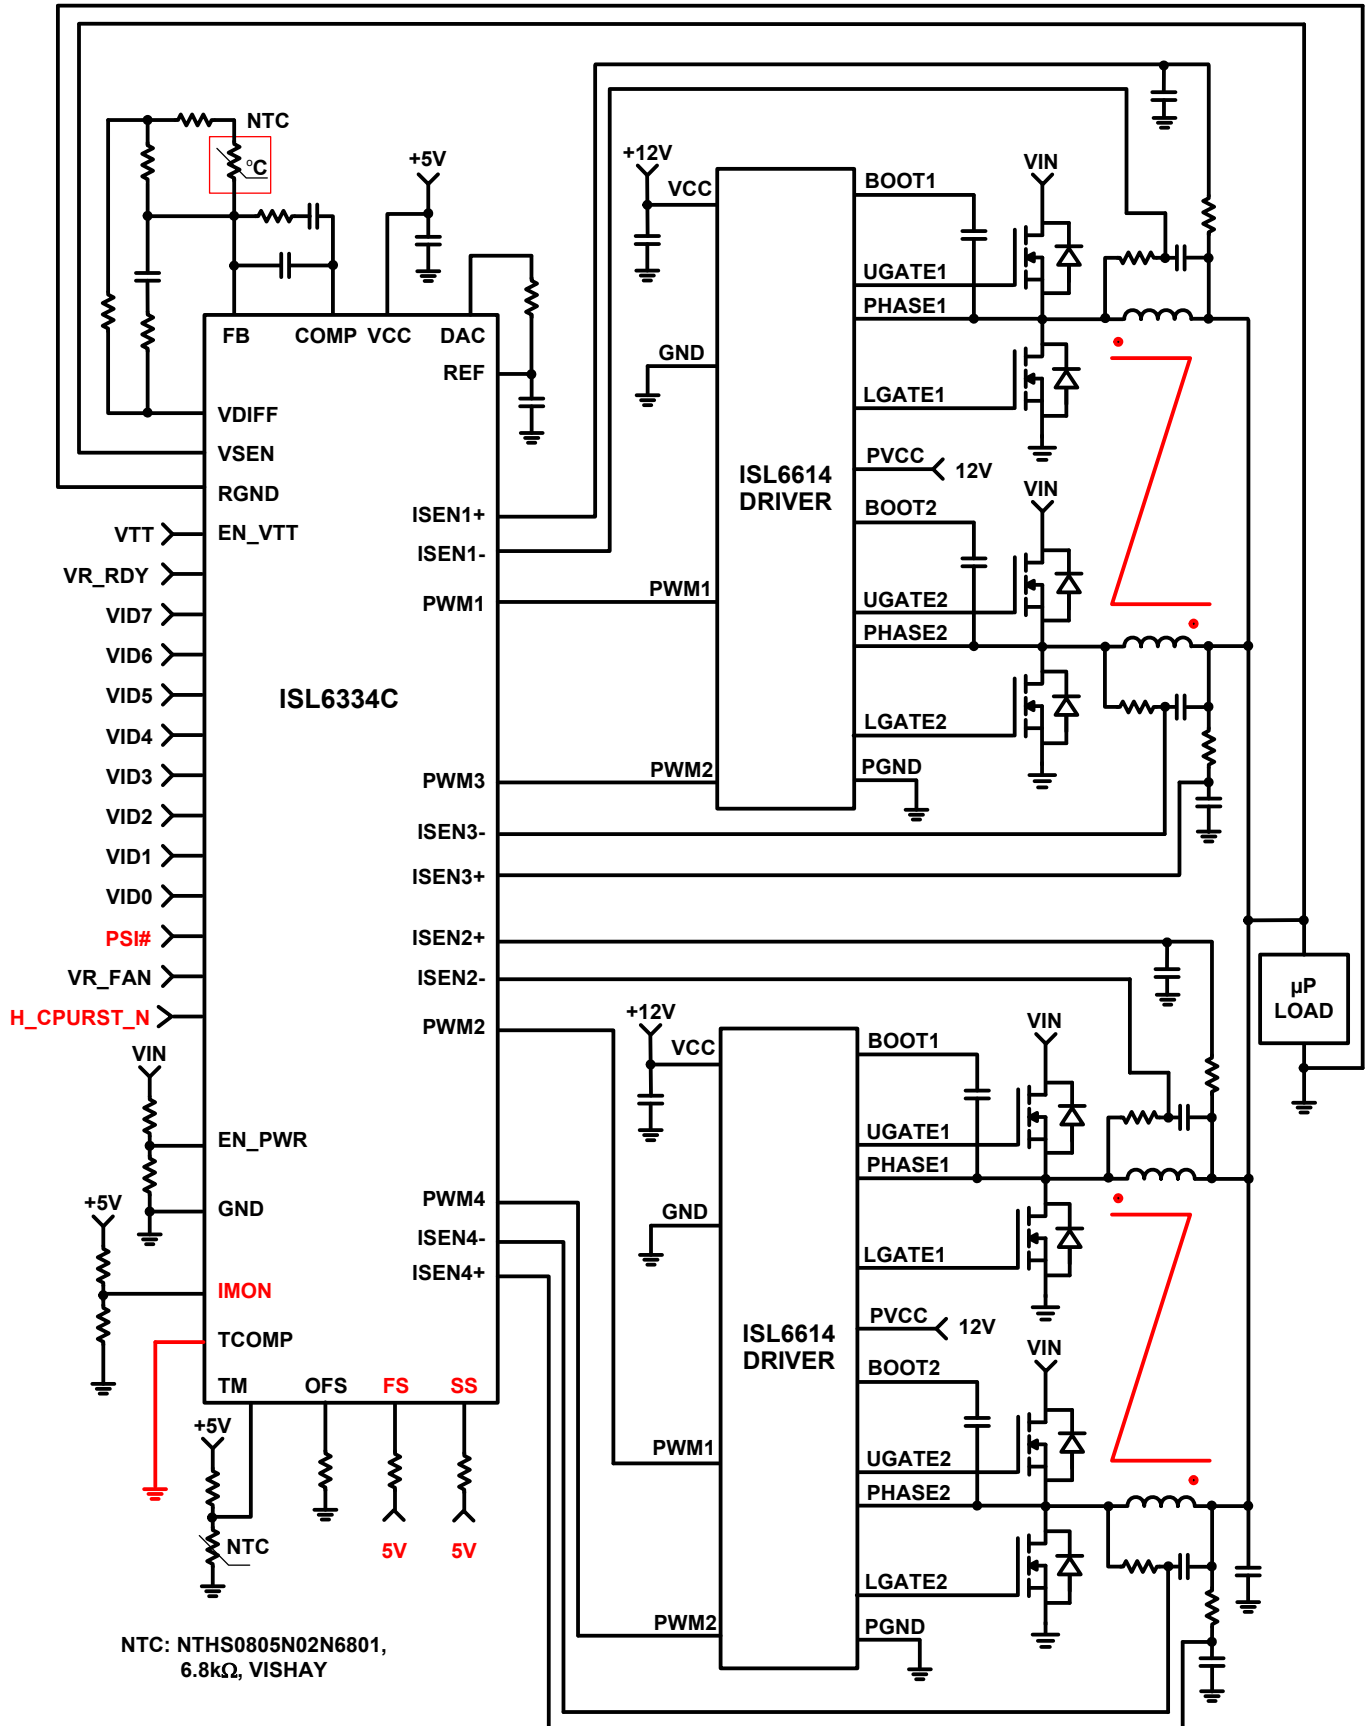 NTC
°C
+5V
FB
COMP
VCC
DAC
REF
VDIFF
VSEN
RGND
EN_VTT
VTT
VR_RDY
VID7
VID6
VID5
VID4
VID3
VID2
VID1
VID0
PSI#
VR_FAN
H_CPURST_N
VIN
EN_PWR
GND
+5V
IMON
TCOMP
TM
OFS
FS
SS
+5V
NTC
5V
5V
ISL6334C
ISEN1+
ISEN1-
PWM1
PWM3
ISEN3-
ISEN3+
ISEN2+
ISEN2-
PWM2
PWM4
ISEN4-
ISEN4+
+12V
VCC
GND
PWM1
PWM2
ISL6614
DRIVER
BOOT1
UGATE1
PHASE1
LGATE1
PVCC
12V
BOOT2
UGATE2
PHASE2
LGATE2
PGND
VIN
VIN
+12V
VCC
GND
PWM1
PWM2
ISL6614
DRIVER
BOOT1
UGATE1
PHASE1
LGATE1
PVCC
12V
BOOT2
UGATE2
PHASE2
LGATE2
PGND
VIN
VIN
µP
LOAD
NTC: NTHS0805N02N6801,
6.8kΩ, VISHAY